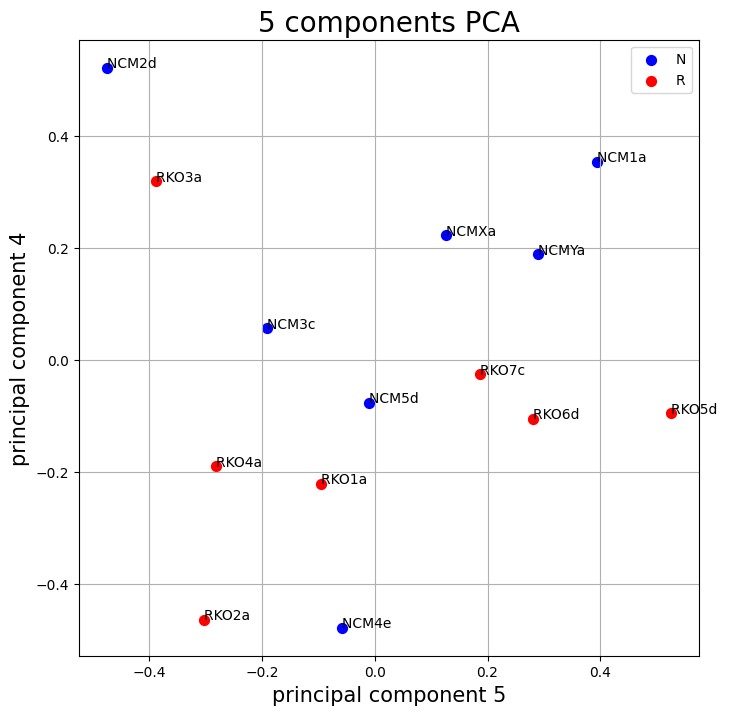 5 components PCA
N
R
NCM2d
NCM1a
RKO3a
NCMXa
NCMYa
NCM3c
RKO7c
NCM5d
RKO6d
RKO5d
RKO4a
RKO1a
RKO2a
NCM4e
0.4
0.2
0.0
−0.2
−0.4
principal component 4
−0.4
−0.2
0.0
0.2
0.4
principal component 5